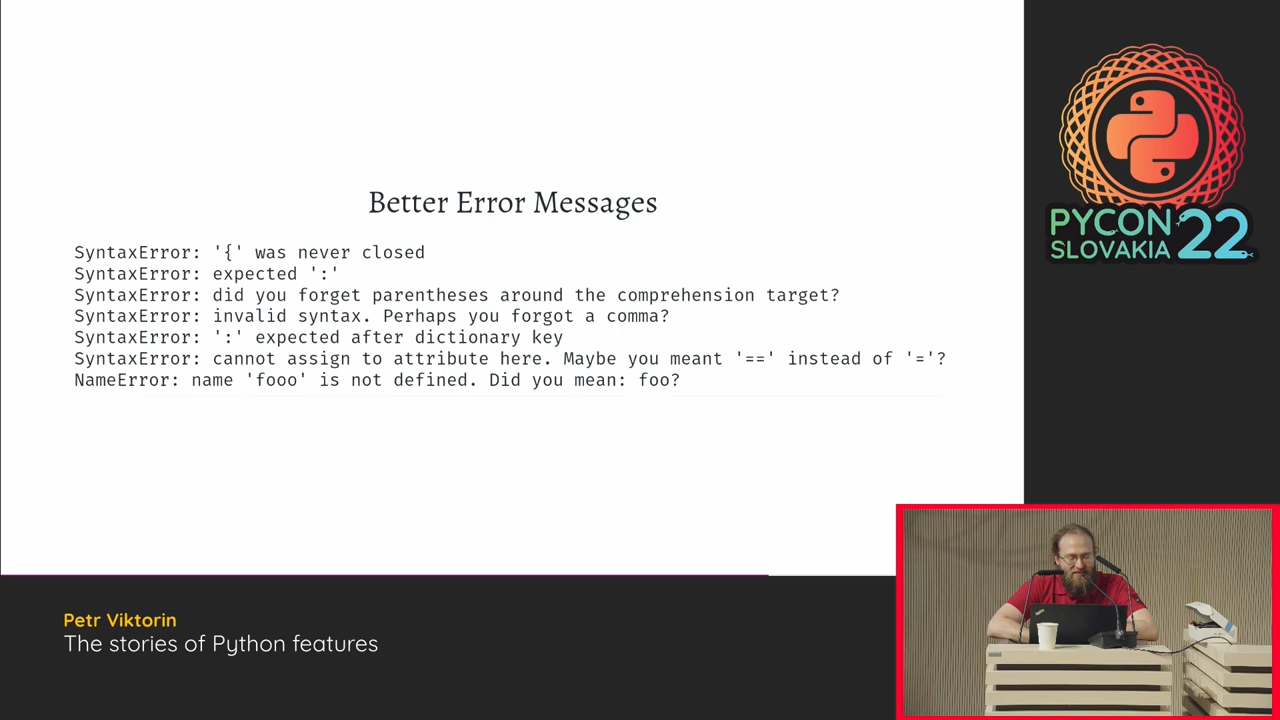 Better Error Messages
SyntaxError: '{' was never closed
SyntaxError: expected ':'
SyntaxError: did you forget parentheses around the comprehension target?
SyntaxError: invalid syntax. Perhaps you forgot a comma?
SyntaxError: ':' expected after dictionary key
SyntaxError: cannot assign to attribute here. Maybe you meant '==' instead of '='?
NameError: name 'fooo' is not defined. Did you mean: foo?
PYCON
SLOVAKIA 22
Petr Viktorin
The stories of Python features